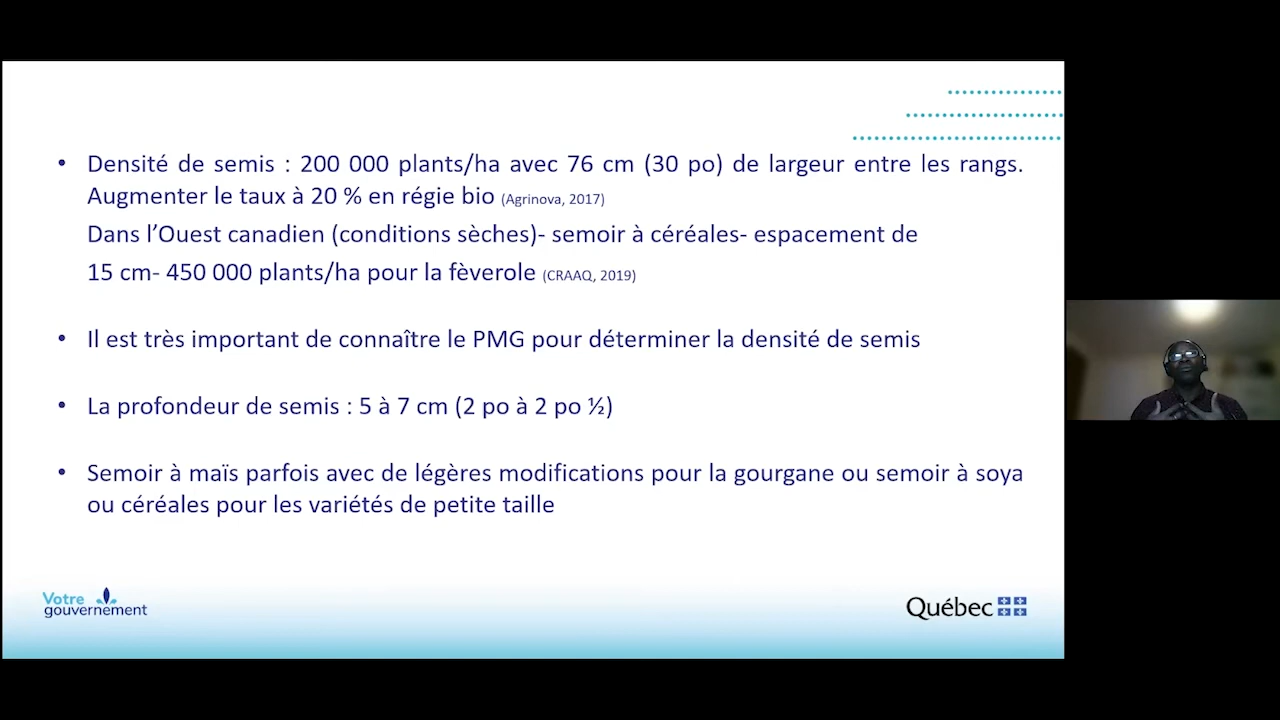 • Densité de semis : 200 000 plants/ha avec 76 cm (30 po) de largeur entre les rangs.
Augmenter le taux à 20 % en régie bio (Agrinova, 2017)
Dans l’Ouest canadien (conditions sèches)- semoir à céréales- espacement de
15 cm- 450 000 plants/ha pour la fèverole (CRAAQ, 2019)
• Il est très important de connaître le PMG pour déterminer la densité de semis
• La profondeur de semis : 5 à 7 cm (2 po à 2 po ½)
• Semoir à maïs parfois avec de légères modifications pour la gourgane ou semoir à soya
ou céréales pour les variétés de petite taille
Votre
gouvernement
Québec